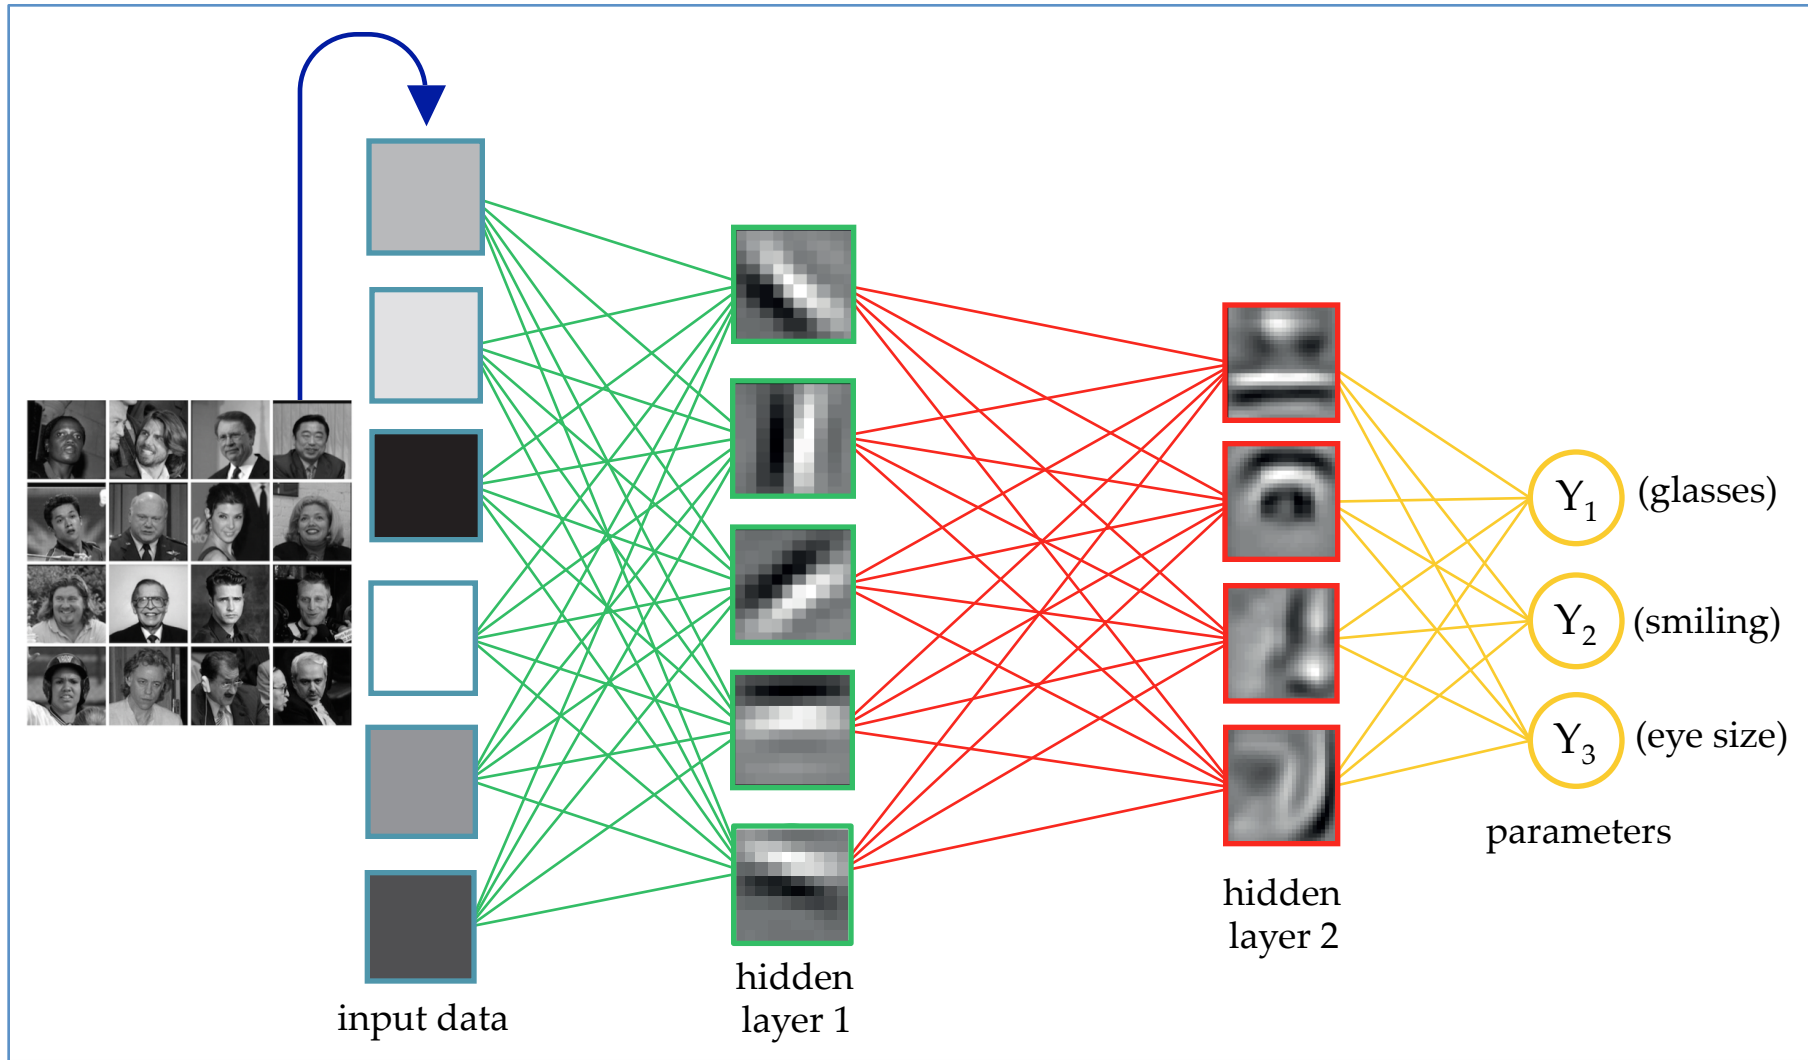 input data
hidden
layer 1
hidden
layer 2
Y1 (glasses)
Y2 (smiling)
Y3 (eye size)
parameters